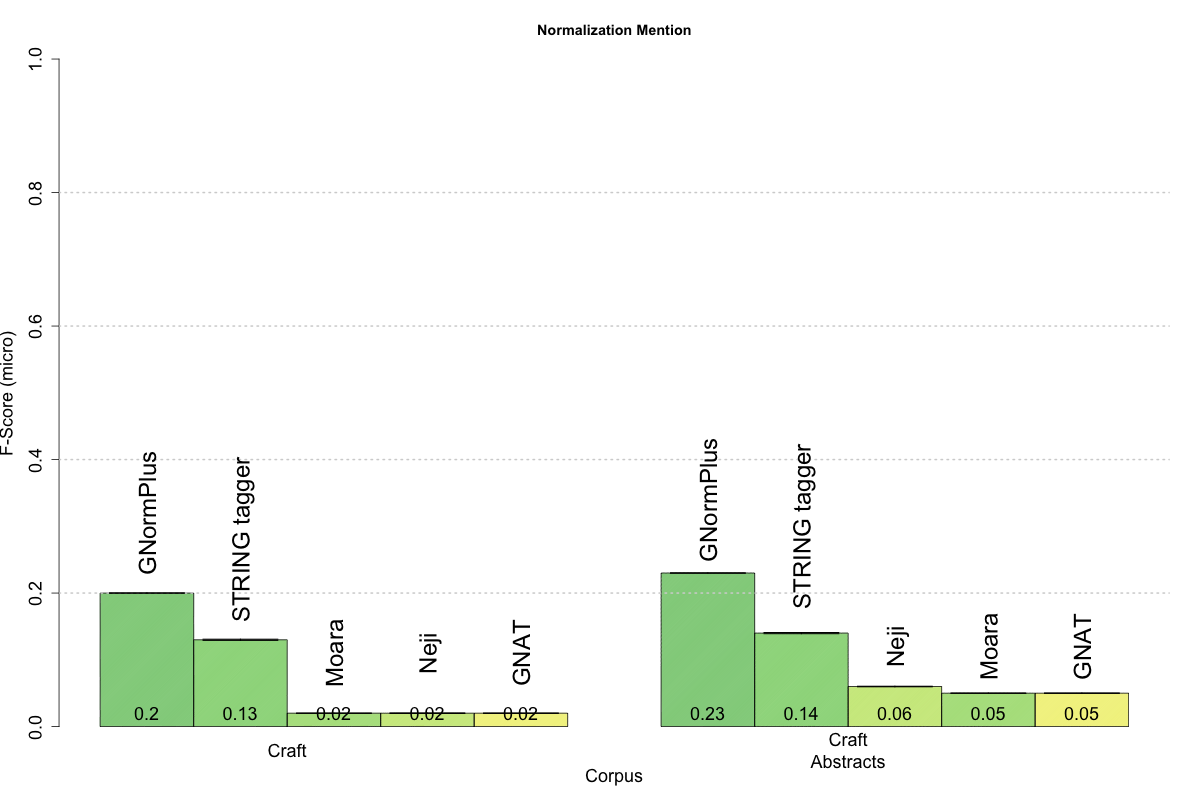 Normalization Mention
F-Score (micro)
1.0
0.8
0.6
0.4
0.2
0.0
GNormPlus
STRING tagger
Moara
Neji
GNAT
0.2
0.13
0.02
0.02
0.02
Craft
GNormPlus
STRING tagger
Neji
Moara
GNAT
0.23
0.14
0.06
0.05
0.05
Craft
Abstracts
Corpus